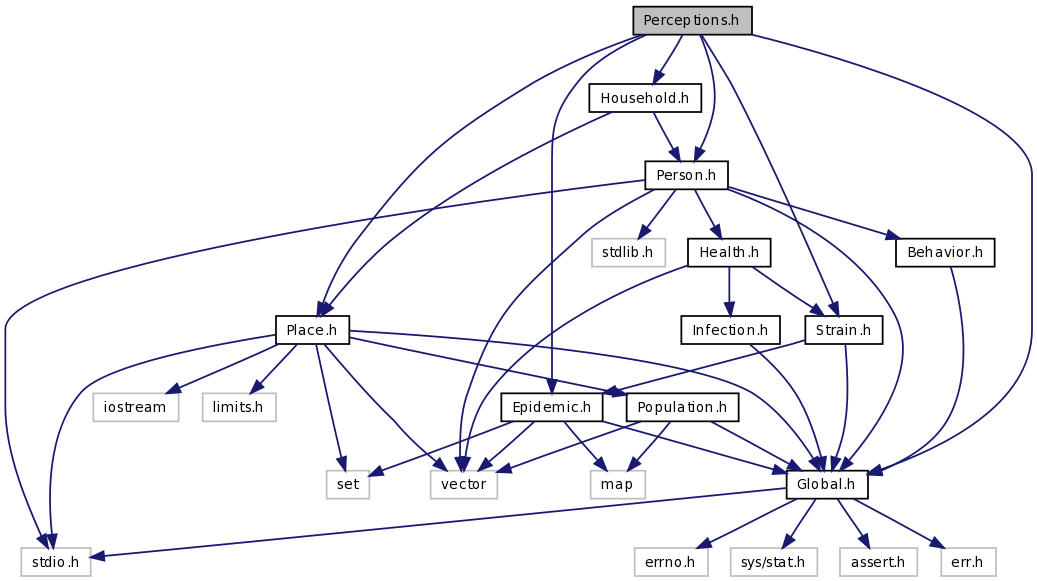 Perceptions.h
Household.h
Person.h
stdlib.h
Health.h
Behavior.h
Place.h
Infection.h
Strain.h
iostream
limits.h
Epidemic.h
Population.h
set
vector
map
Global.h
stdio.h
errno.h
sys/stat.h
assert.h
err.h